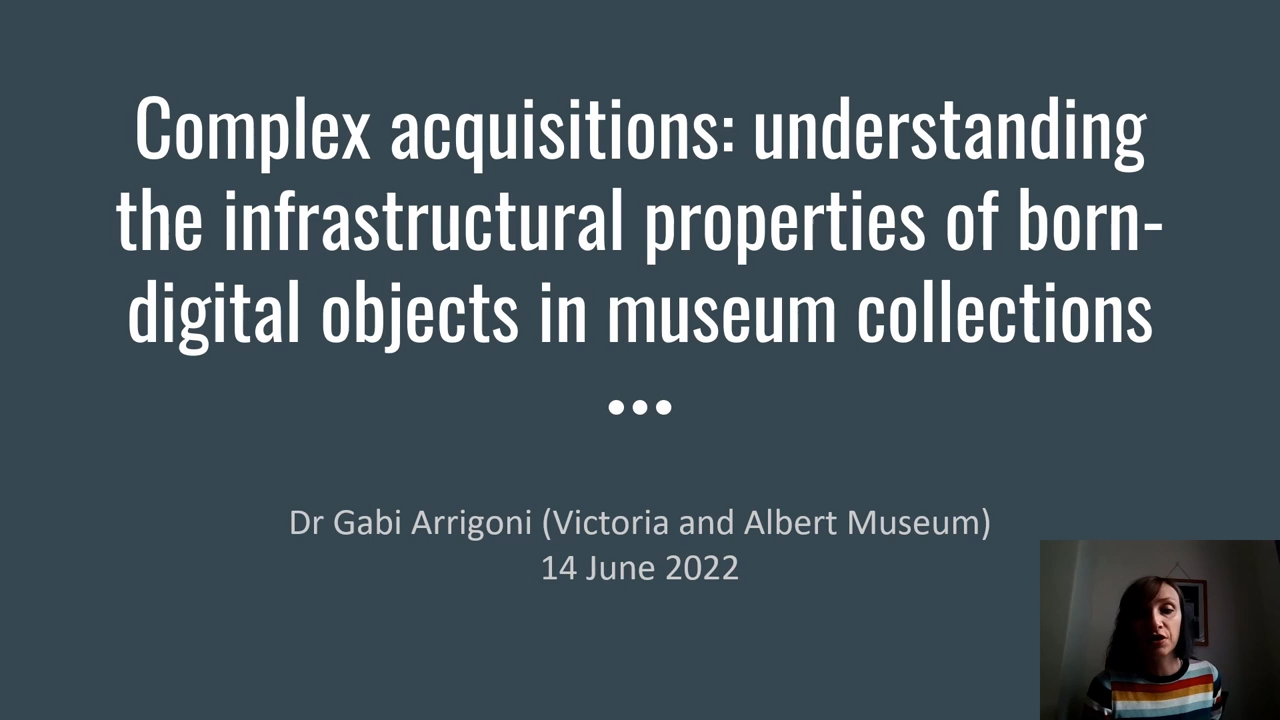 Complex acquisitions: understanding
the infrastructural properties of born-
digital objects in museum collections
Dr Gabi Arrigoni (Victoria and Albert Museum)
14 June 2022